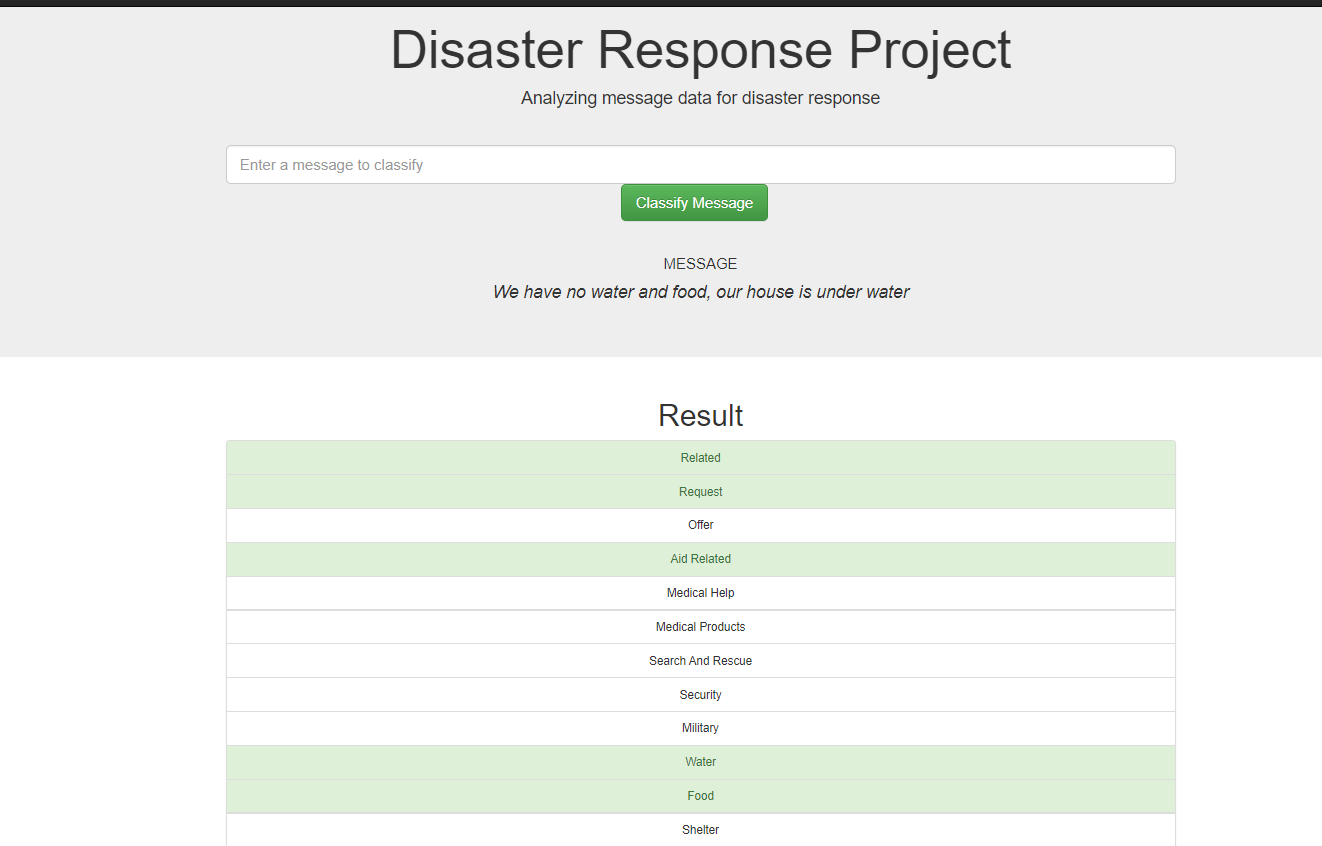 Disaster Response Project
Analyzing message data for disaster response
Enter a message to classify
Classify Message
MESSAGE
We have no water and food, our house is under water
Result
Related
Request
Offer
Aid Related
Medical Help
Medical Products
Search And Rescue
Security
Military
Water
Food
Shelter